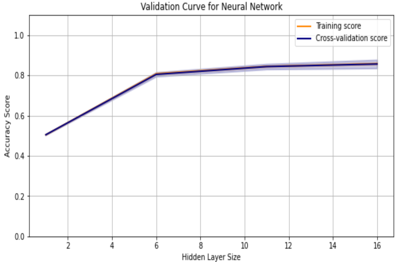 Validation Curve for Neural Network
Training score
Cross-validation score
1.0
0.8
0.6
0.4
0.2
0.0
Accuracy Score
2 4 6 8 10 12 14 16
Hidden Layer Size